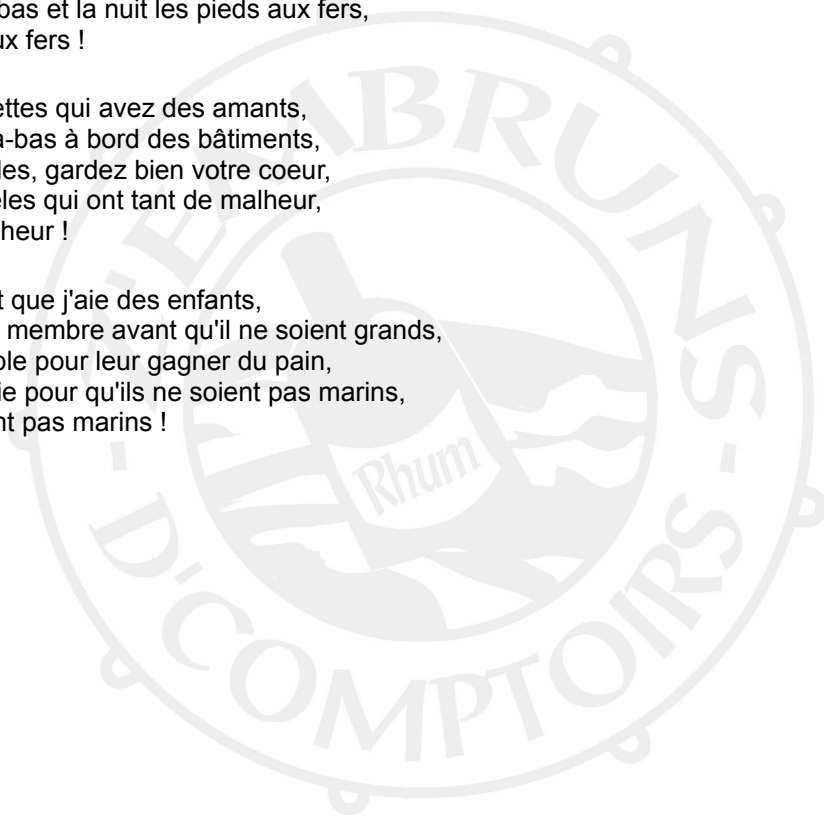 bas et la nuit les pieds aux fers,
ux fers !
ettes qui avez des amants,
à-bas à bord des bâtiments,
les, gardez bien votre coeur,
èles qui ont tant de malheur,
heur !
t que j'aie des enfants,
membre avant qu'il ne soient grands,
ble pour leur gagner du pain,
ie pour qu'ils ne soient pas marins,
nt pas marins !
- Z'EMBRUNS -
Rhum
D'COMPTOIRS